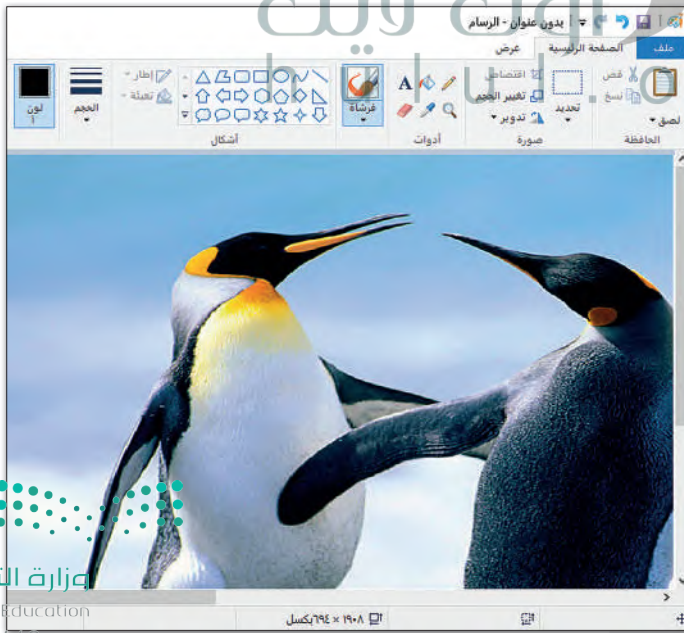 بدون عنوان - الرسام
ملف الصفحة الرئيسية عرض
لصق
قص
نسخ
الحافظة
تحديد
اقتصاص
تغيير الحجم
تدوير
صورة
A
أدوات
فرشاة
أشكال
إطار
تعبئة
الحجم
لون
١
وزارة
Education
١٩٠٨ × ٦٩٤بكسل